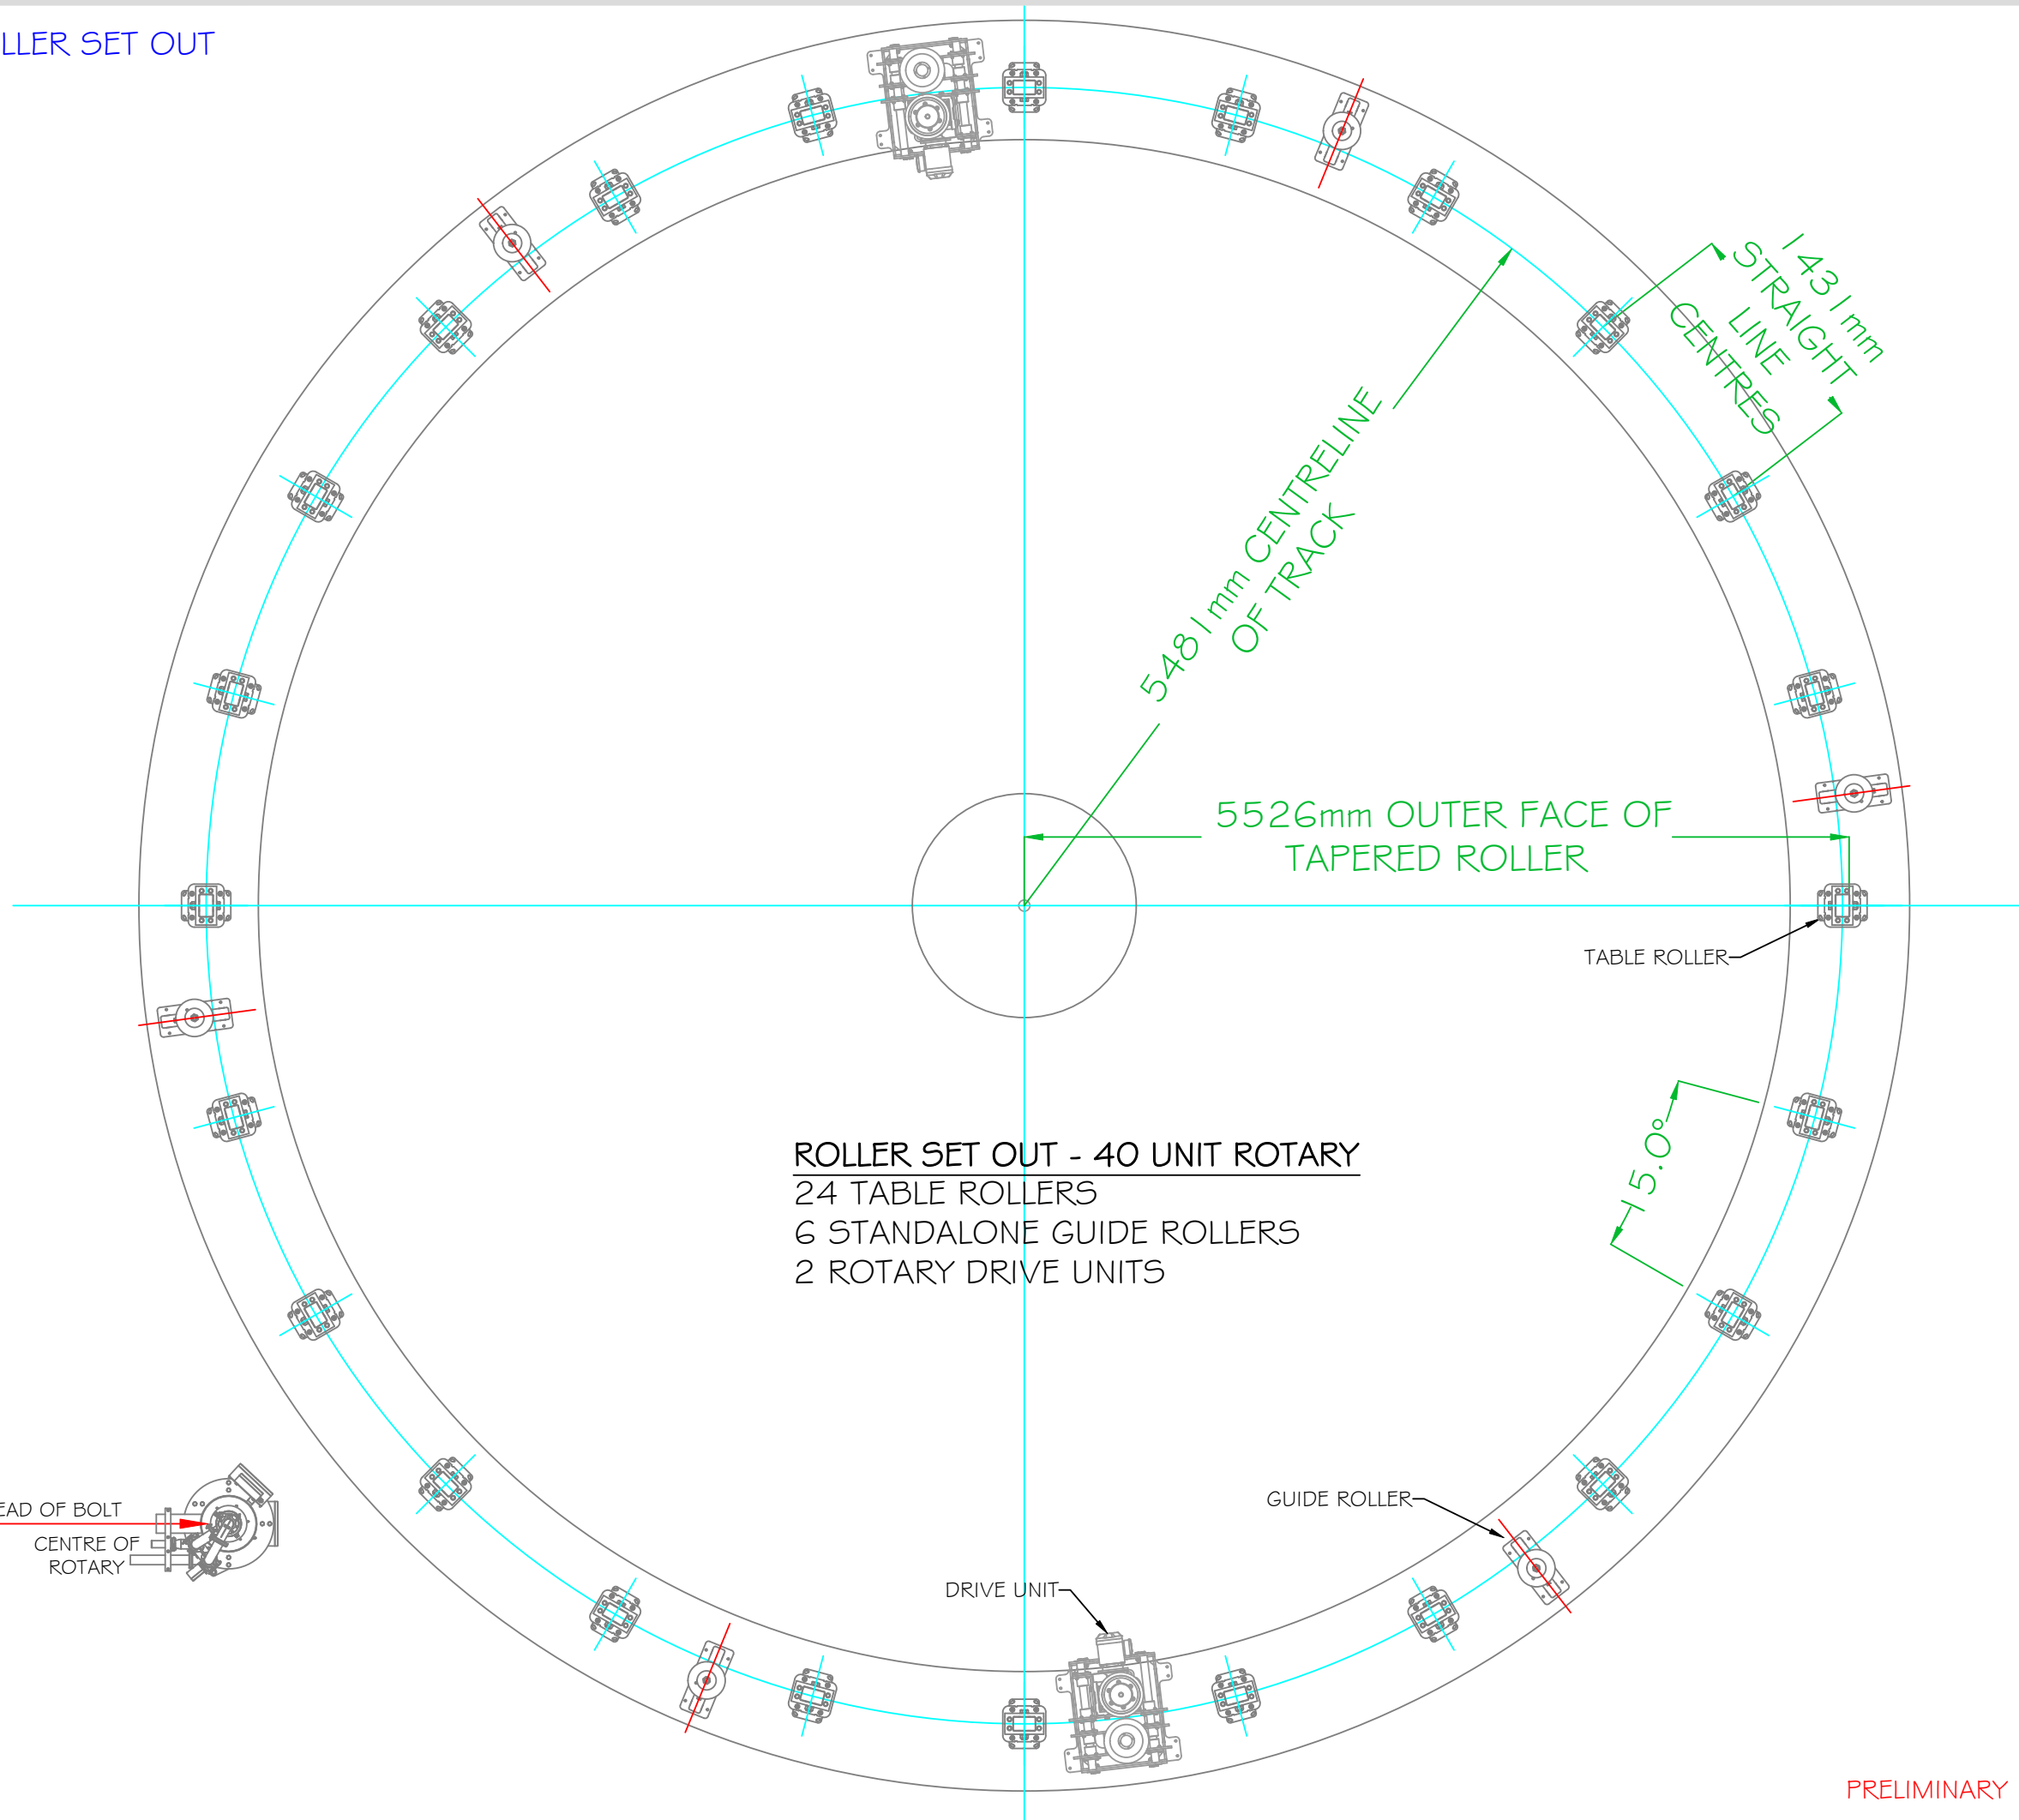 LLER SET OUT
1431mm
STRAIGHT
LINE
CENTRES
5481mm CENTRELINE
OF TRACK
5526mm OUTER FACE OF
TAPERED ROLLER
TABLE ROLLER
15.0°
ROLLER SET OUT - 40 UNIT ROTARY
24 TABLE ROLLERS
6 STANDALONE GUIDE ROLLERS
2 ROTARY DRIVE UNITS
EAD OF BOLT
CENTRE OF
ROTARY
GUIDE ROLLER
DRIVE UNIT
PRELIMINARY